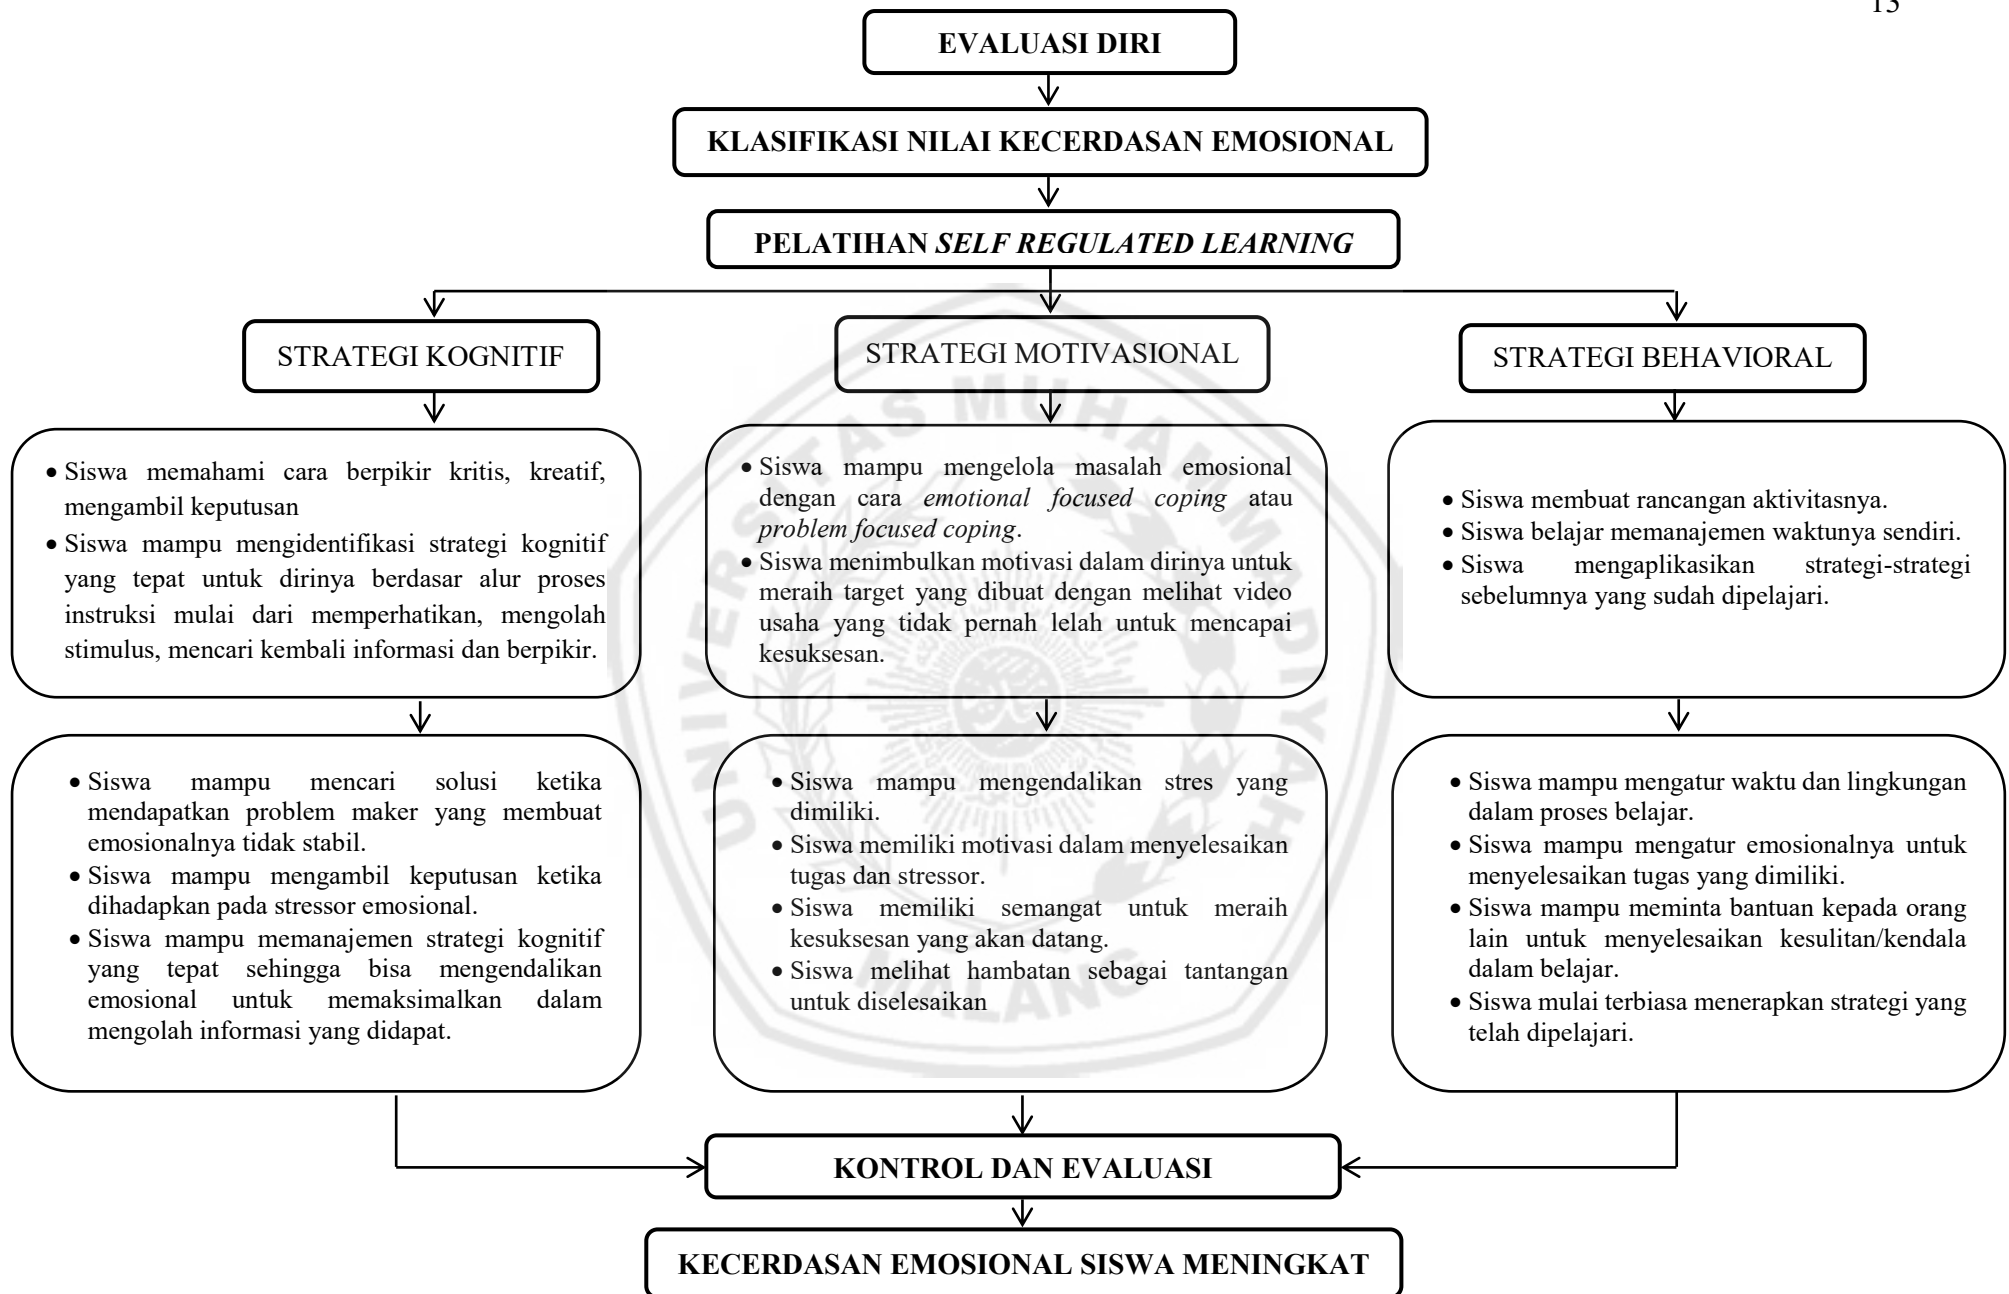 13
EVALUASI DIRI
KLASIFIKASI NILAI KECERDASAN EMOSIONAL
PELATIHAN SELF REGULATED LEARNING
STRATEGI KOGNITIF
STRATEGI MOTIVASIONAL
STRATEGI BEHAVIORAL
• Siswa memahami cara berpikir kritis, kreatif,
mengambil keputusan
• Siswa mampu mengidentifikasi strategi kognitif
yang tepat untuk dirinya berdasar alur proses
instruksi mulai dari memperhatikan, mengolah
stimulus, mencari kembali informasi dan berpikir.
• Siswa mampu mengelola masalah emosional
dengan cara emotional focused coping atau
problem focused coping.
• Siswa menimbulkan motivasi dalam dirinya untuk
meraih target yang dibuat dengan melihat video
usaha yang tidak pernah lelah untuk mencapai
kesuksesan.
• Siswa membuat rancangan aktivitasnya.
• Siswa belajar memanajemen waktunya sendiri.
• Siswa mengaplikasikan strategi-strategi
sebelumnya yang sudah dipelajari.
• Siswa mampu mencari solusi ketika
mendapatkan problem maker yang membuat
emosionalnya tidak stabil.
• Siswa mampu mengambil keputusan ketika
dihadapkan pada stressor emosional.
• Siswa mampu memanajemen strategi kognitif
yang tepat sehingga bisa mengendalikan
emosional untuk memaksimalkan dalam
mengolah informasi yang didapat.
• Siswa mampu mengendalikan stres yang
dimiliki.
• Siswa memiliki motivasi dalam menyelesaikan
tugas dan stressor.
• Siswa memiliki semangat untuk meraih
kesuksesan yang akan datang.
• Siswa melihat hambatan sebagai tantangan
untuk diselesaikan
• Siswa mampu mengatur waktu dan lingkungan
dalam proses belajar.
• Siswa mampu mengatur emosionalnya untuk
menyelesaikan tugas yang dimiliki.
• Siswa mampu meminta bantuan kepada orang
lain untuk menyelesaikan kesulitan/kendala
dalam belajar.
• Siswa mulai terbiasa menerapkan strategi yang
telah dipelajari.
KONTROL DAN EVALUASI
KECERDASAN EMOSIONAL SISWA MENINGKAT
UNIVERSITAS MUHAMMADIYAH
MALANG